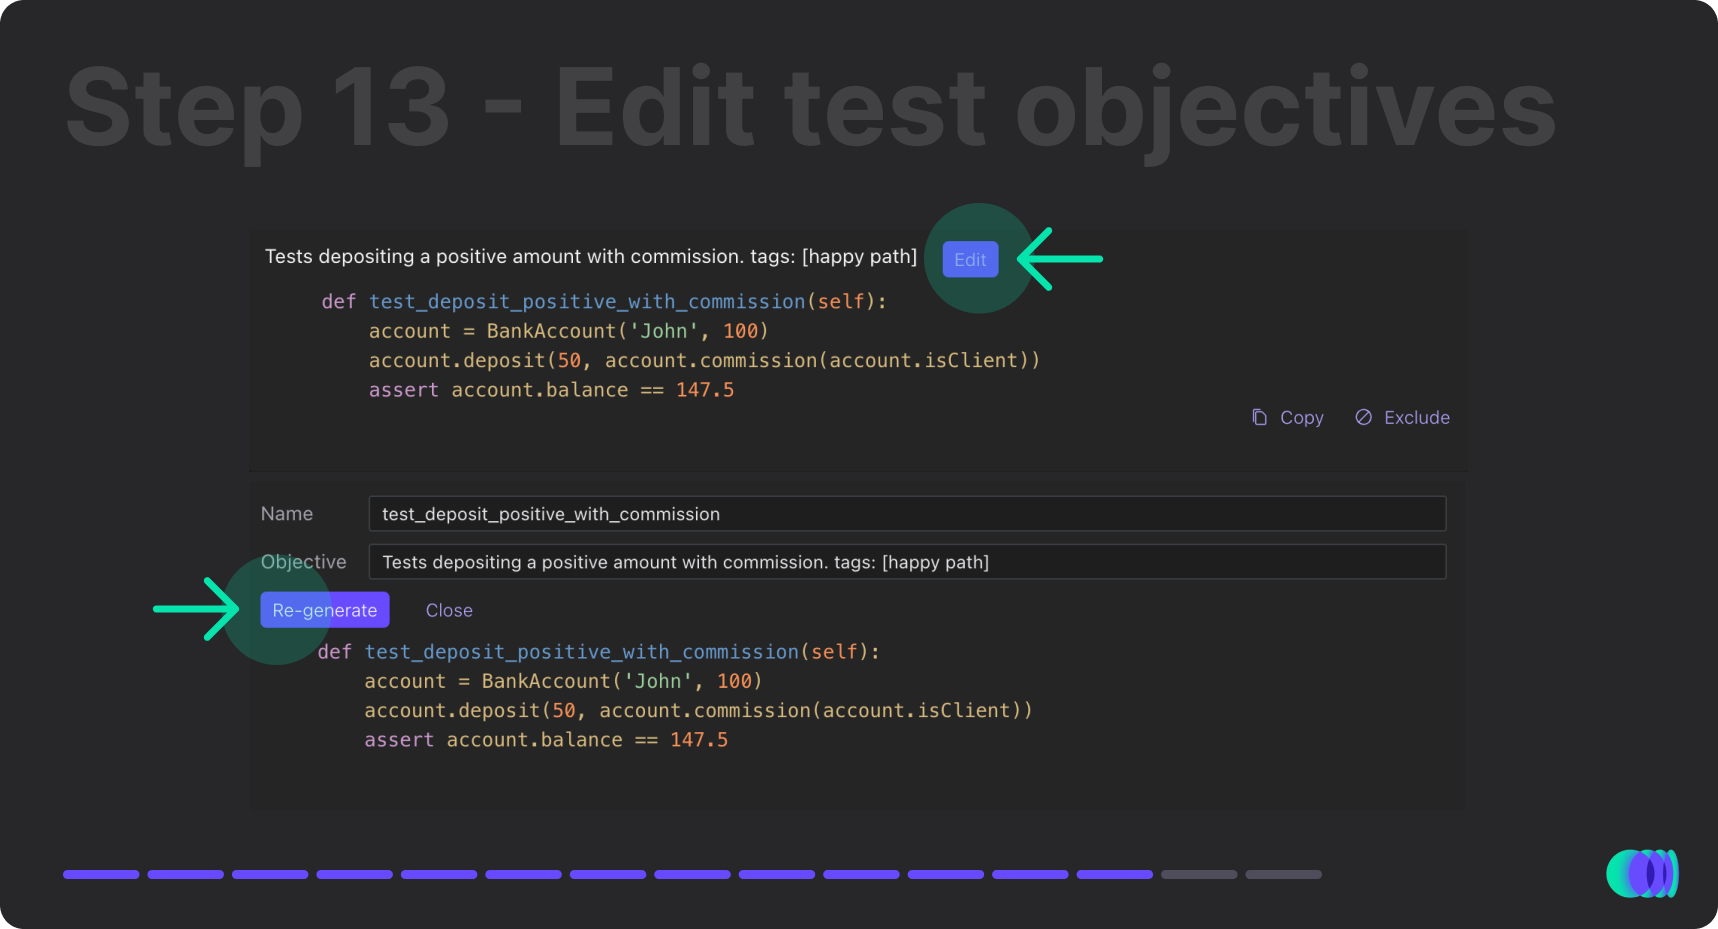 Step 13 - Edit test objectives
Tests depositing a positive amount with commission. tags: [happy path] Edit
def test_deposit_positive_with_commission(self):
account = BankAccount('John', 100)
account.deposit(50, account.commission(account.isClient))
assert account.balance == 147.5
Copy Exclude
Name test_deposit_positive_with_commission
Objective Tests depositing a positive amount with commission. tags: [happy path]
Re-generate Close
def test_deposit_positive_with_commission(self):
account = BankAccount('John', 100)
account.deposit(50, account.commission(account.isClient))
assert account.balance == 147.5